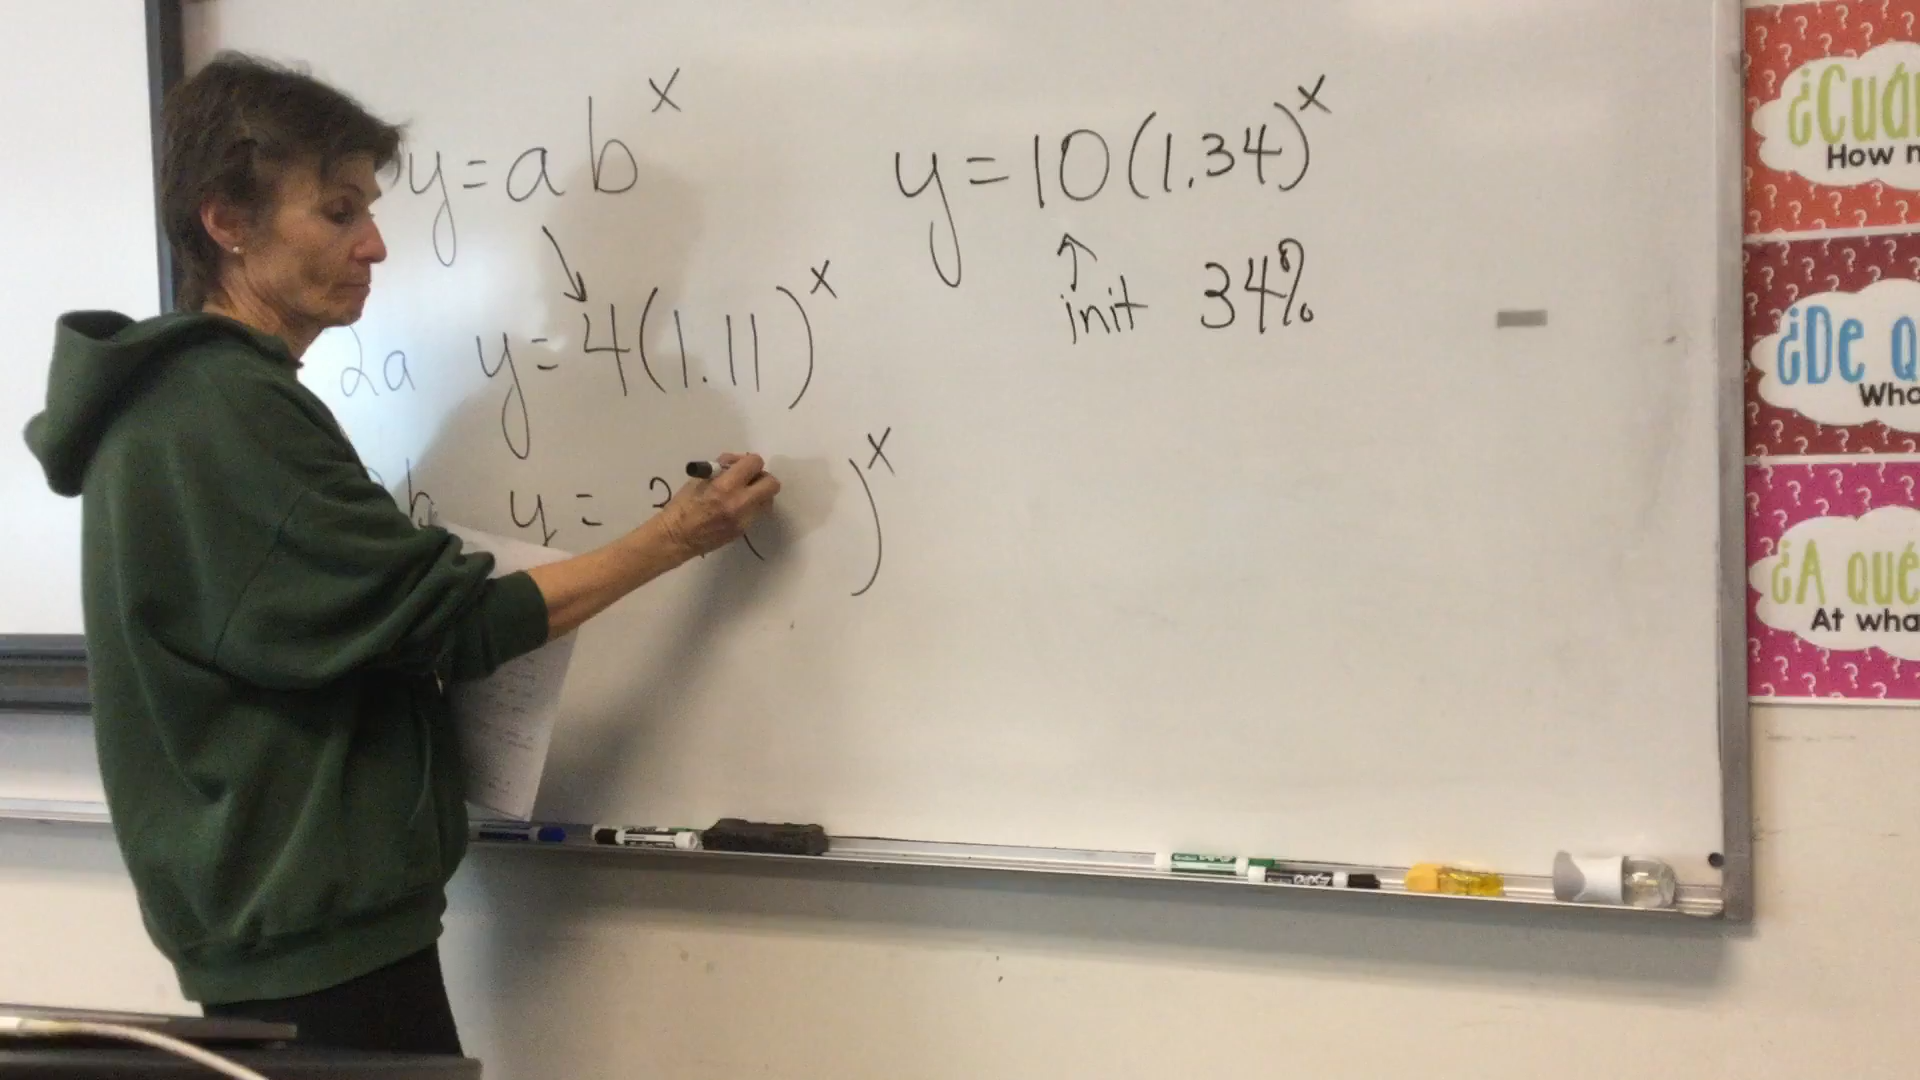 y=ab^x
2a y=4(1.11)^x
y = ( )^x
y=10(1.34)^x
init 34%
¿Cuá
How
¿De q
Wha
¿A qué
At wha